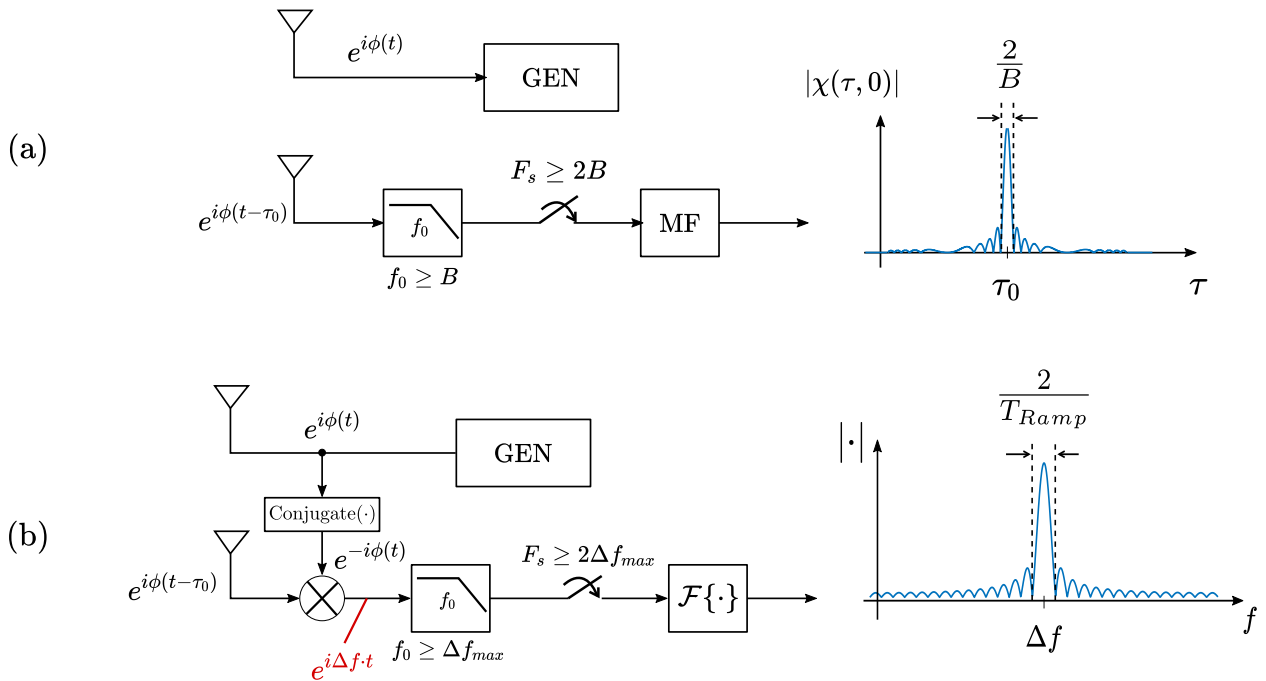 (a)
e^{iϕ(t)}
GEN
e^{iϕ(t−τ_0)}
f_0
f_0 ≥ B
F_s ≥ 2B
MF
|χ(τ, 0)|
2/B
τ_0
τ
(b)
e^{iϕ(t)}
GEN
Conjugate(·)
e^{−iϕ(t)}
e^{iϕ(t−τ_0)}
e^{iΔf·t}
f_0
f_0 ≥ Δf_{max}
F_s ≥ 2Δf_{max}
ℱ{·}
|·|
2/T_{Ramp}
Δf
f